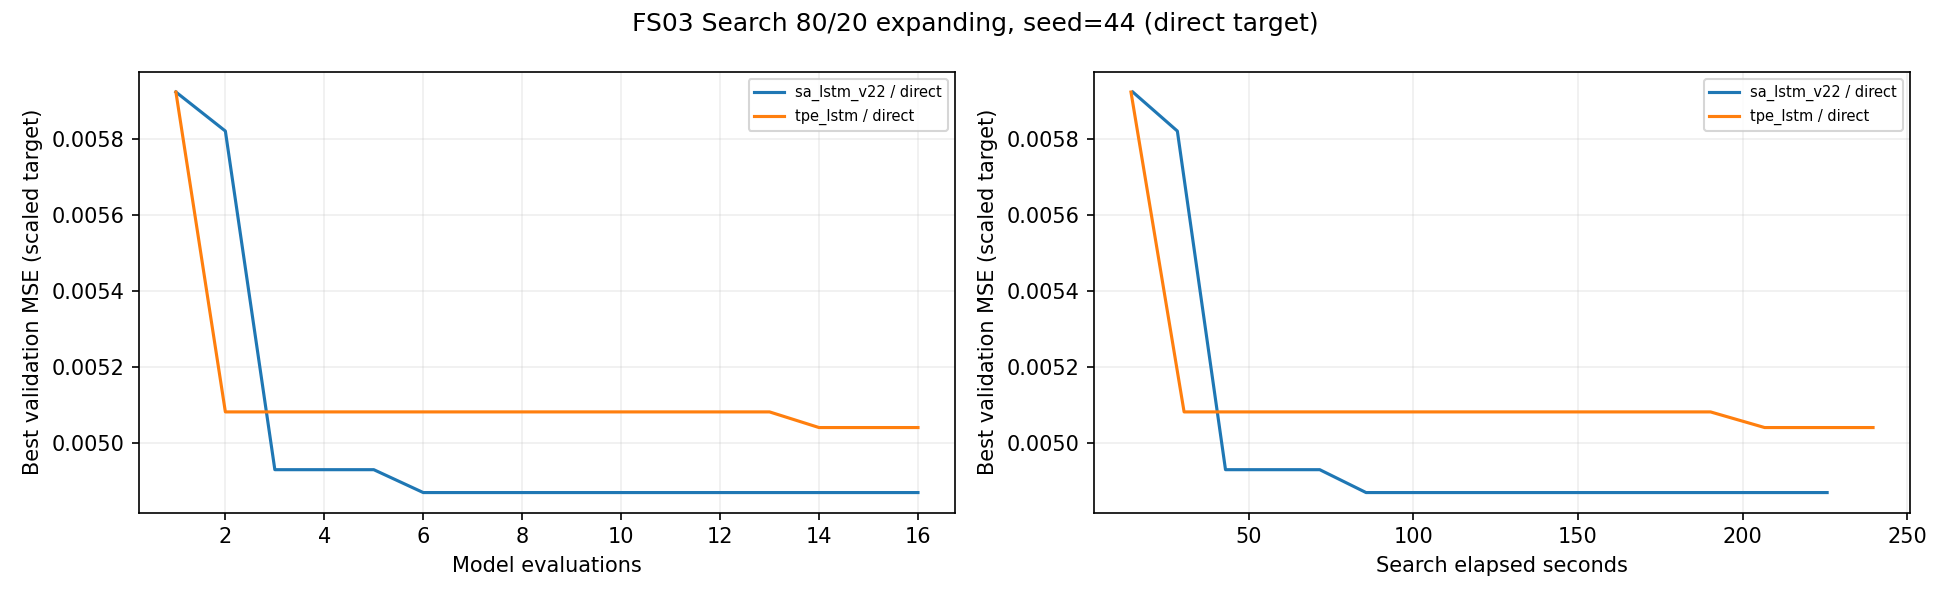 FS03 Search 80/20 expanding, seed=44 (direct target)
Best validation MSE (scaled target)
0.0058
0.0056
0.0054
0.0052
0.0050
sa_lstm_v22 / direct
tpe_lstm / direct
2 4 6 8 10 12 14 16
Model evaluations
Best validation MSE (scaled target)
0.0058
0.0056
0.0054
0.0052
0.0050
sa_lstm_v22 / direct
tpe_lstm / direct
50 100 150 200 250
Search elapsed seconds